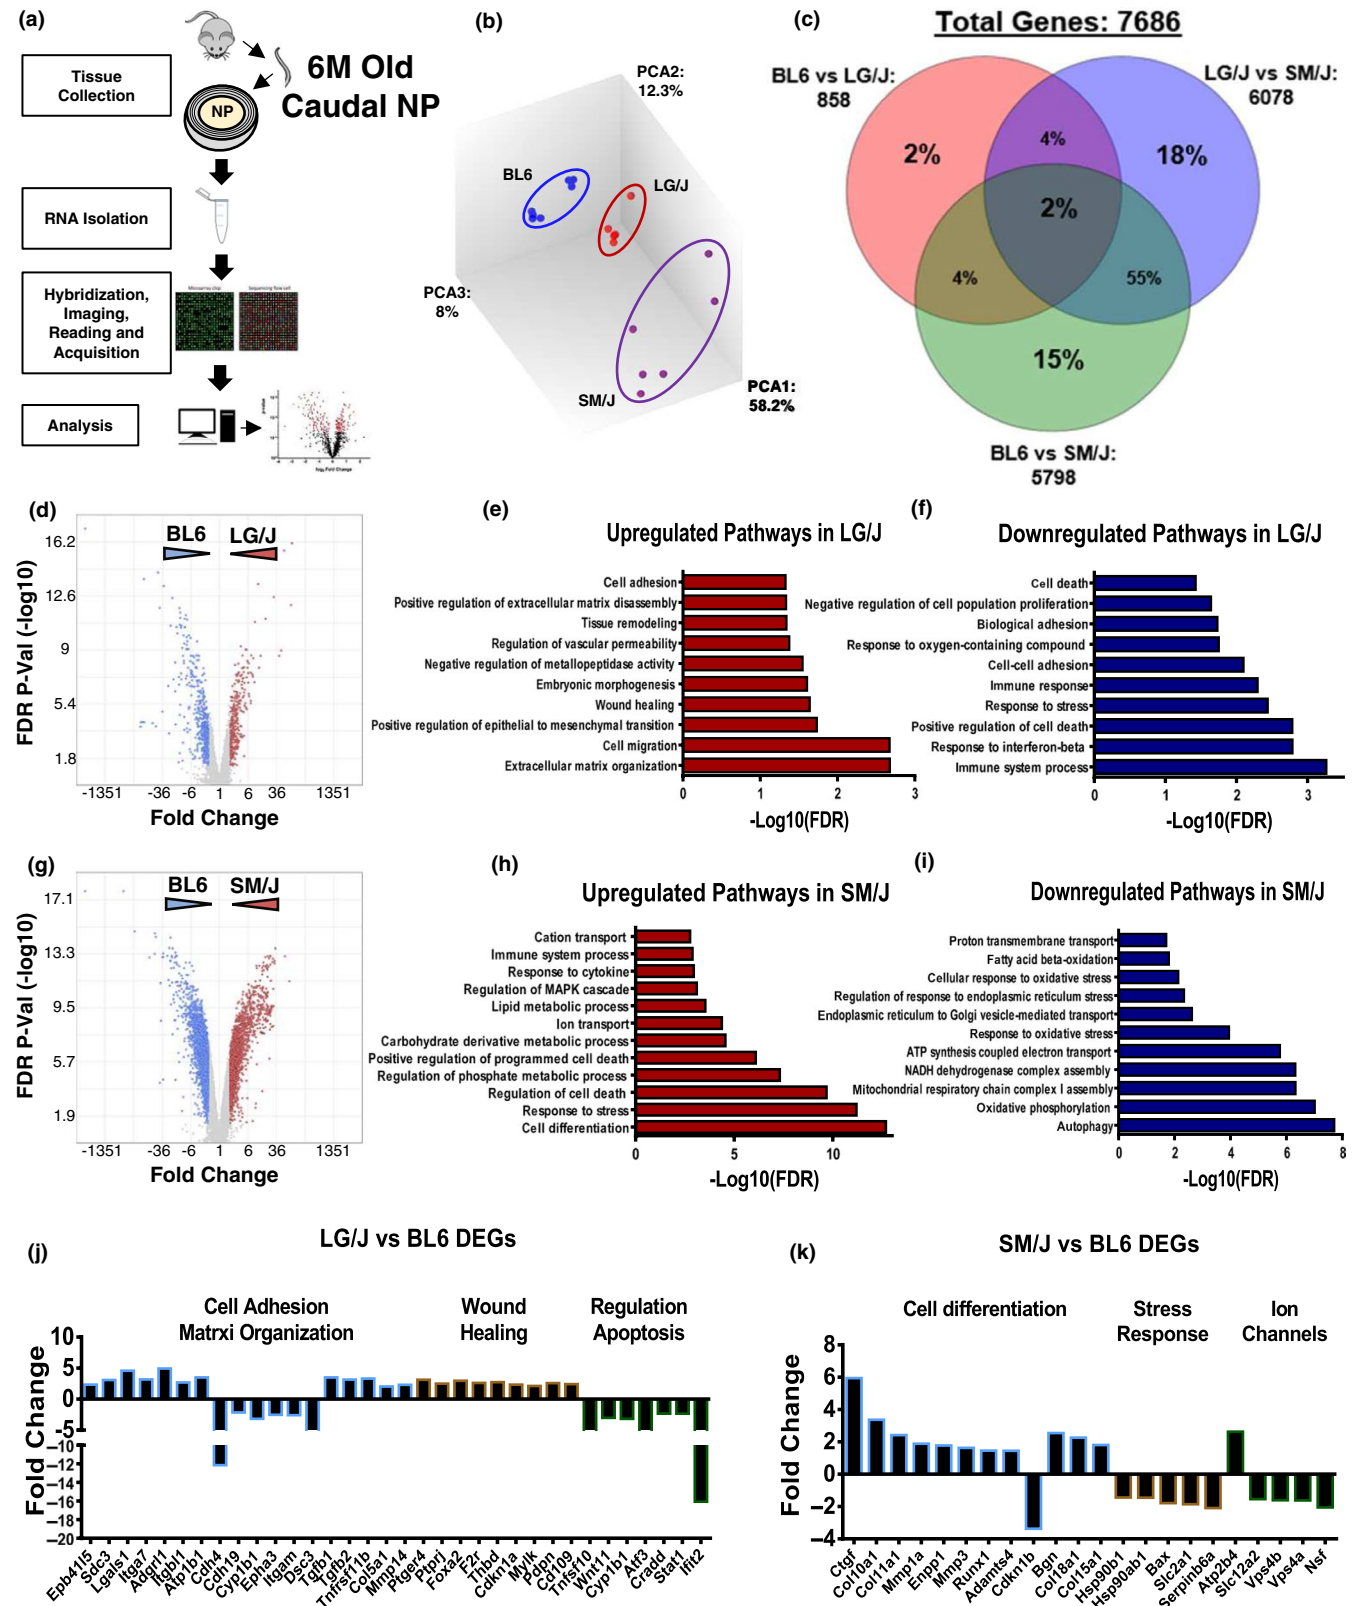 (a)
Tissue
Collection
NP
6M Old
Caudal NP
RNA Isolation
Hybridization,
Imaging,
Reading and
Acquisition
Microarray chip
Sequencing flow cell
Analysis
log₂ Fold Change
(b)
PCA2:
12.3%
BL6
LG/J
PCA3:
8%
SM/J
PCA1:
58.2%
(c)
Total Genes: 7686
BL6 vs LG/J:
858
LG/J vs SM/J:
6078
2%
4%
18%
2%
4%
55%
15%
BL6 vs SM/J:
5798
(d)
BL6
LG/J
FDR P-Val (-log10)
16.2
12.6
9
5.4
1.8
-1351
-36
-6
1
6
36
1351
Fold Change
(e)
Upregulated Pathways in LG/J
Cell adhesion
Positive regulation of extracellular matrix disassembly
Tissue remodeling
Regulation of vascular permeability
Negative regulation of metallopeptidase activity
Embryonic morphogenesis
Wound healing
Positive regulation of epithelial to mesenchymal transition
Cell migration
Extracellular matrix organization
0 1 2 3
-Log10(FDR)
(f)
Downregulated Pathways in LG/J
Cell death
Negative regulation of cell population proliferation
Biological adhesion
Response to oxygen-containing compound
Cell-cell adhesion
Immune response
Response to stress
Positive regulation of cell death
Response to interferon-beta
Immune system process
0 1 2 3
-Log10(FDR)
(g)
BL6
SM/J
FDR P-Val (-log10)
17.1
13.3
9.5
5.7
1.9
-1351
-36
-6
1
6
36
1351
Fold Change
(h)
Upregulated Pathways in SM/J
Cation transport
Immune system process
Response to cytokine
Regulation of MAPK cascade
Lipid metabolic process
Ion transport
Carbohydrate derivative metabolic process
Positive regulation of programmed cell death
Regulation of phosphate metabolic process
Regulation of cell death
Response to stress
Cell differentiation
0 5 10
-Log10(FDR)
(i)
Downregulated Pathways in SM/J
Proton transmembrane transport
Fatty acid beta-oxidation
Cellular response to oxidative stress
Regulation of response to endoplasmic reticulum stress
Endoplasmic reticulum to Golgi vesicle-mediated transport
Response to oxidative stress
ATP synthesis coupled electron transport
NADH dehydrogenase complex assembly
Mitochondrial respiratory chain complex I assembly
Oxidative phosphorylation
Autophagy
0 2 4 6 8
-Log10(FDR)
(j)
LG/J vs BL6 DEGs
Cell Adhesion
Matrxi Organization
Wound
Healing
Regulation
Apoptosis
Fold Change
10
5
0
-5
-10
-12
-14
-16
-18
-20
Epb41l5
Sdc3
Lgals1
Itga7
Adgrl1
Itgbl1
Atp1b1
Cdh4
Cdh19
Cyp1b1
Epha3
Itgam
Dsc3
Tgbfi
Tgfb2
Tnfrsf11b
Col5a1
Mmp14
Ptger4
Ptprj
Foxa2
F2r
Thbd
Cdkn1a
Mylk
Pdpn
Cd109
Tnfsf10
Wnt11
Cyp1b1
Atf3
Cradd
Stat1
Ifit2
(k)
SM/J vs BL6 DEGs
Cell differentiation
Stress
Response
Ion
Channels
Fold Change
8
6
4
2
0
-2
-4
Ctgf
Col10a1
Col11a1
Mmp1a
Enpp1
Mmp3
Runx1
Adamts4
Cdkn1b
Bgn
Col18a1
Col15a1
Hsp90b1
Hsp90ab1
Bax
Slc2a1
Serpinb6a
Atp2b4
Slc12a2
Vps4b
Vps4a
Nsf